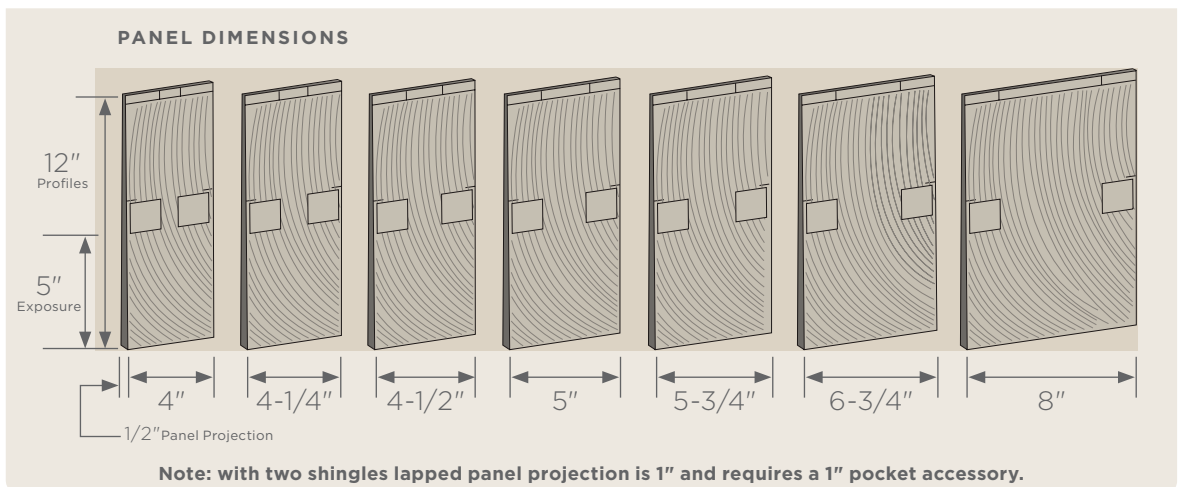 PANEL DIMENSIONS
12"
Profiles
5"
Exposure
4"
4-1/4"
4-1/2"
5"
5-3/4"
6-3/4"
8"
1/2" Panel Projection
Note: with two shingles lapped panel projection is 1" and requires a 1" pocket accessory.